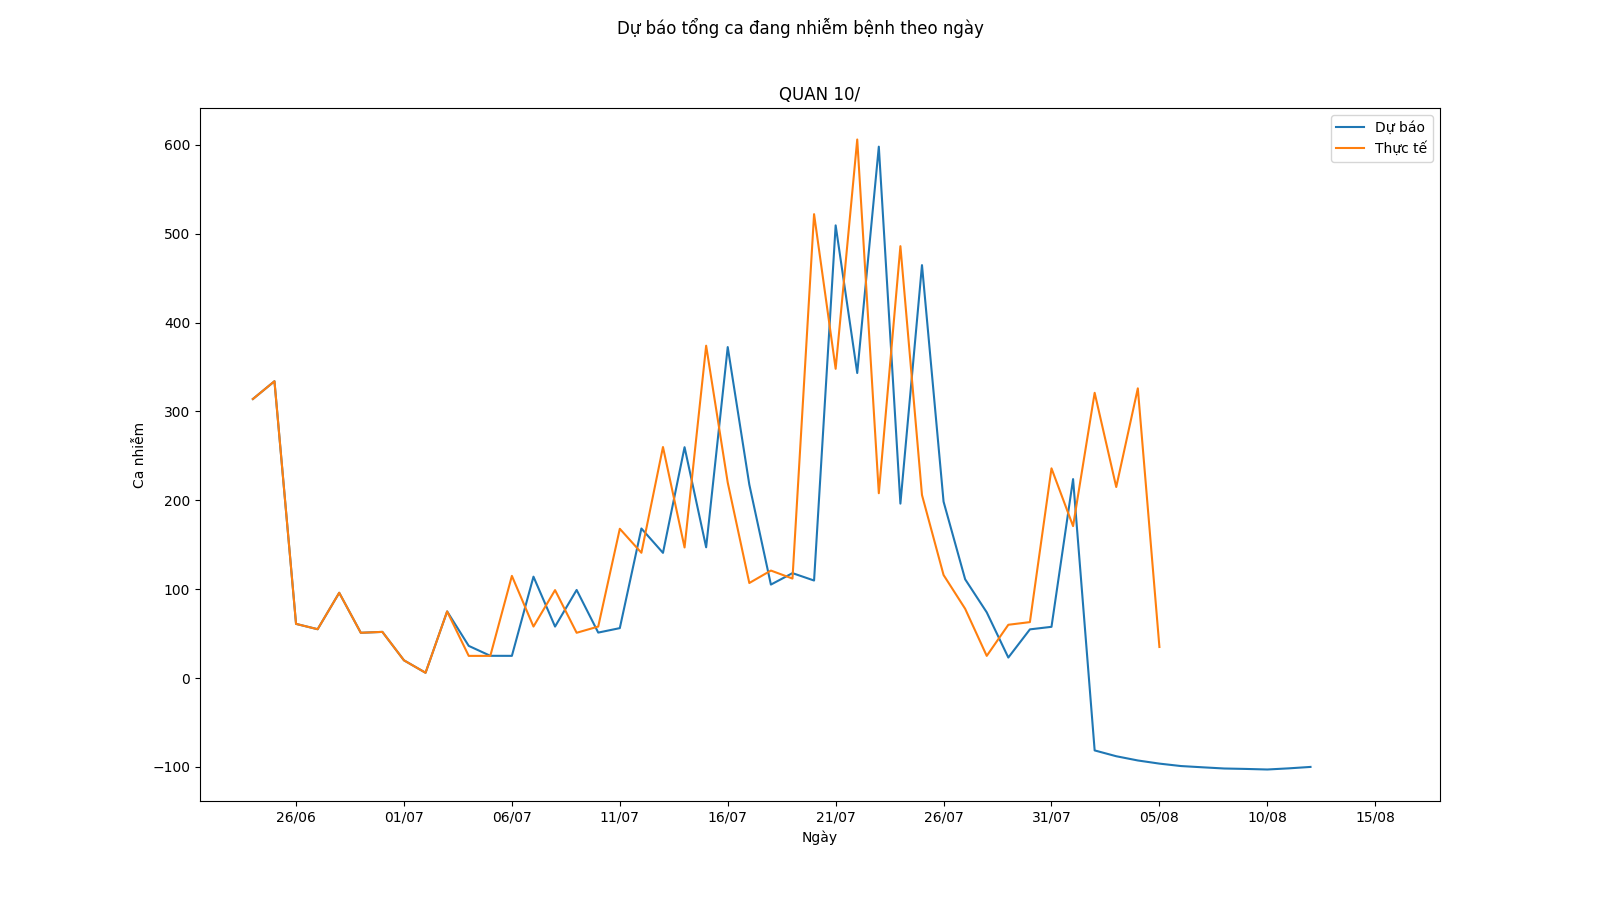 Dự báo tổng ca đang nhiễm bệnh theo ngày
QUAN 10/
Dự báo
Thực tế
600
500
400
300
200
100
0
−100
Ca nhiễm
26/06 01/07 06/07 11/07 16/07 21/07 26/07 31/07 05/08 10/08 15/08
Ngày